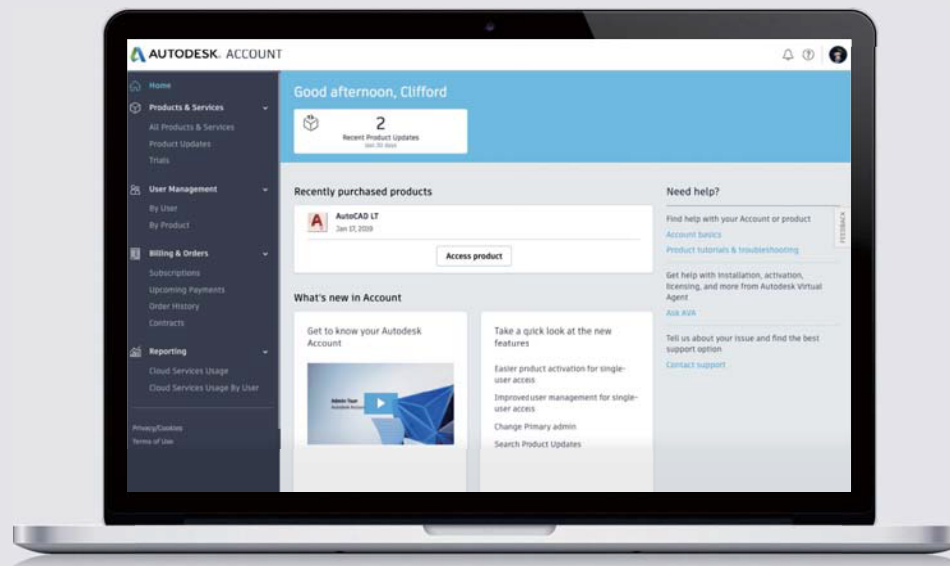 AUTODESK. ACCOUNT
Home
Products & Services
All Products & Services
Product Updates
Trials
User Management
By User
By Product
Billing & Orders
Subscriptions
Upcoming Payments
Order History
Contracts
Reporting
Cloud Services Usage
Cloud Services Usage By User
Privacy/Cookies
Terms of Use
Good afternoon, Clifford
2
Recent Product Updates
last 30 days
Recently purchased products
AutoCAD LT
Jan 17, 2019
Access product
What's new in Account
Get to know your Autodesk
Account
Admin Tour
Autodesk Account
Take a quick look at the new
features
Easier product activation for single-
user access
Improved user management for single-
user access
Change Primary admin
Search Product Updates
Need help?
Find help with your Account or product
Account basics
Product tutorials & troubleshooting
Get help with installation, activation,
licensing, and more from Autodesk Virtual
Agent
Ask AVA
Tell us about your issue and find the best
support option
Contact support
FEEDBACK